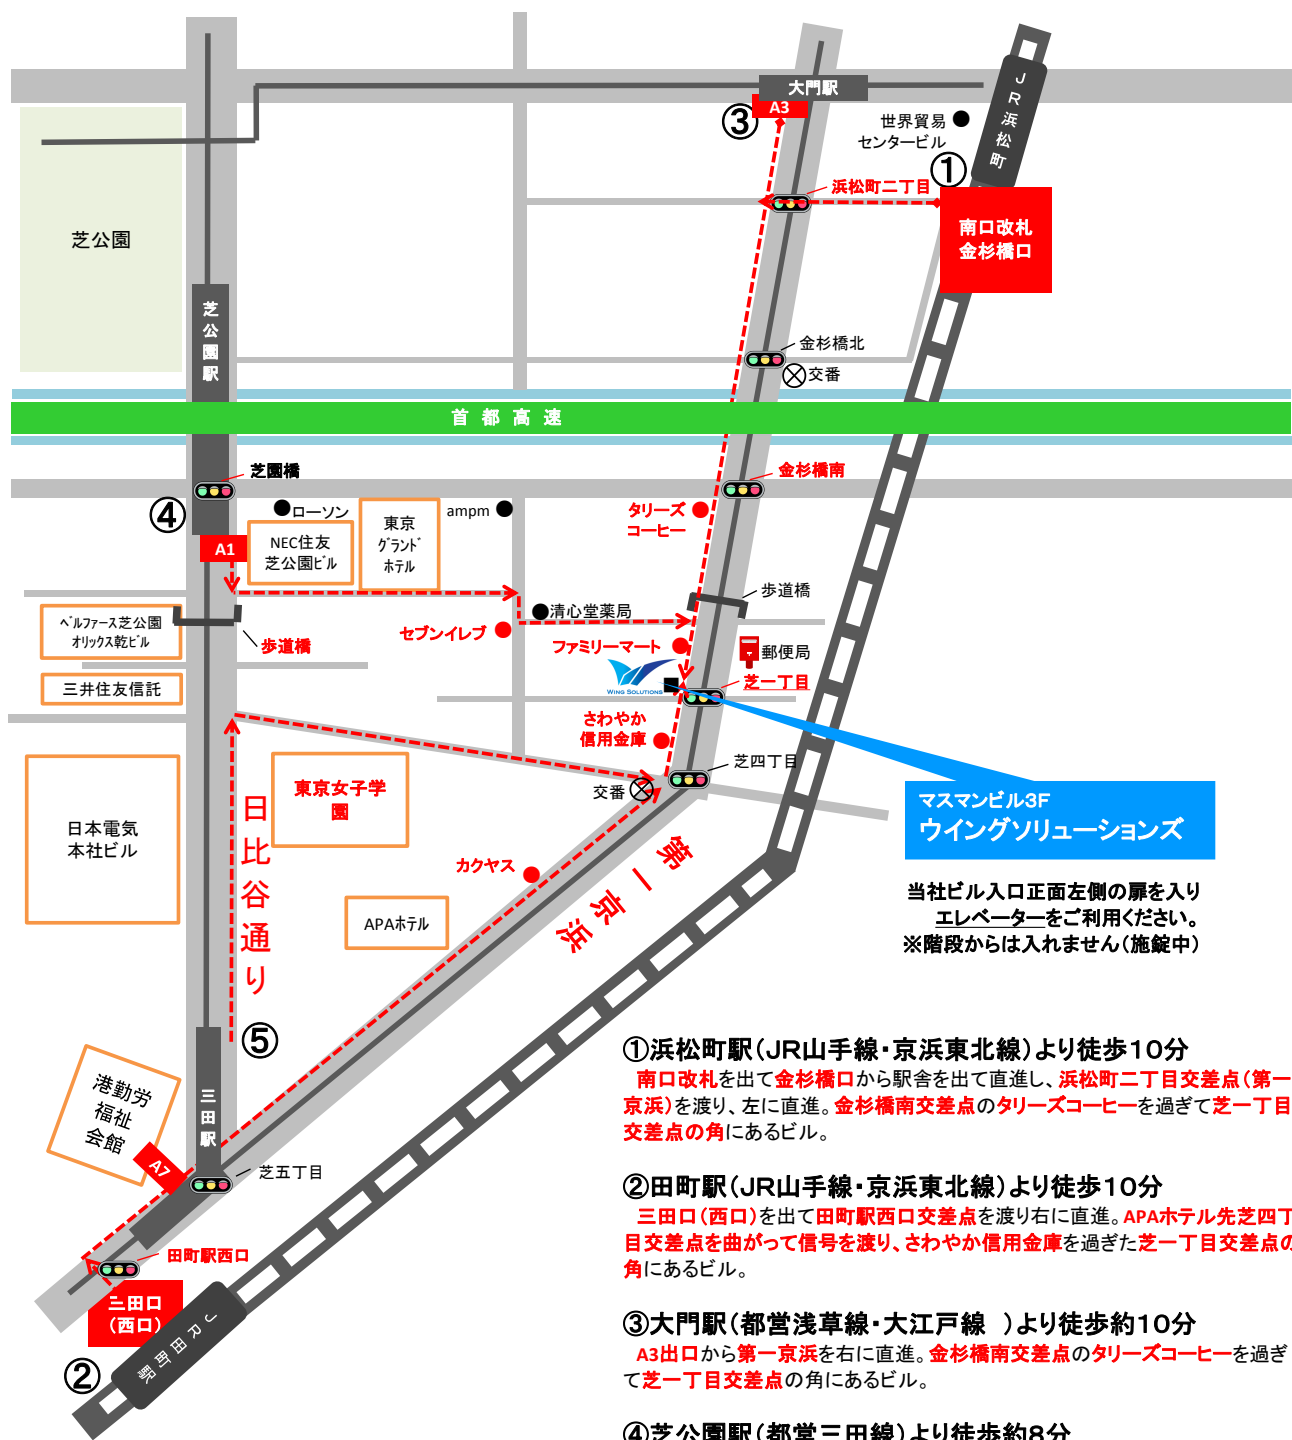 大門駅
A3
③
世界貿易
センタービル
JR浜松町
①
浜松町二丁目
南口改札
金杉橋口
芝公園
芝公園駅
金杉橋北
交番
首都高速
芝園橋
金杉橋南
④
ローソン
ampm
タリーズ
コーヒー
A1
NEC住友
芝公園ビル
東京
グランド
ホテル
歩道橋
ベルファース芝公園
オリックス乾ビル
清心堂薬局
セブンイレブ
ファミリーマート
歩道橋
郵便局
三井住友信託
WING SOLUTIONS
芝一丁目
さわやか
信用金庫
芝四丁目
交番
東京女子学
園
日比谷通り
日本電気
本社ビル
マスマンビル3F
ウイングソリューションズ
カクヤス
第一京浜
APAホテル
当社ビル入口正面左側の扉を入り
エレベーターをご利用ください。
※階段からは入れません(施錠中)
⑤
港勤労
福祉
会館
三田駅
A7
芝五丁目
田町駅西口
三田口
(西口)
JR田町駅
②
①浜松町駅(JR山手線・京浜東北線)より徒歩10分
南口改札を出て金杉橋口から駅舎を出て直進し、浜松町二丁目交差点(第一
京浜)を渡り、左に直進。金杉橋南交差点のタリーズコーヒーを過ぎて芝一丁目
交差点の角にあるビル。
②田町駅(JR山手線・京浜東北線)より徒歩10分
三田口(西口)を出て田町駅西口交差点を渡り右に直進。APAホテル先芝四丁
目交差点を曲がって信号を渡り、さわやか信用金庫を過ぎた芝一丁目交差点の
角にあるビル。
③大門駅(都営浅草線・大江戸線 )より徒歩約10分
A3出口から第一京浜を右に直進。金杉橋南交差点のタリーズコーヒーを過ぎ
て芝一丁目交差点の角にあるビル。
④芝公園駅(都営三田線)より徒歩約8分